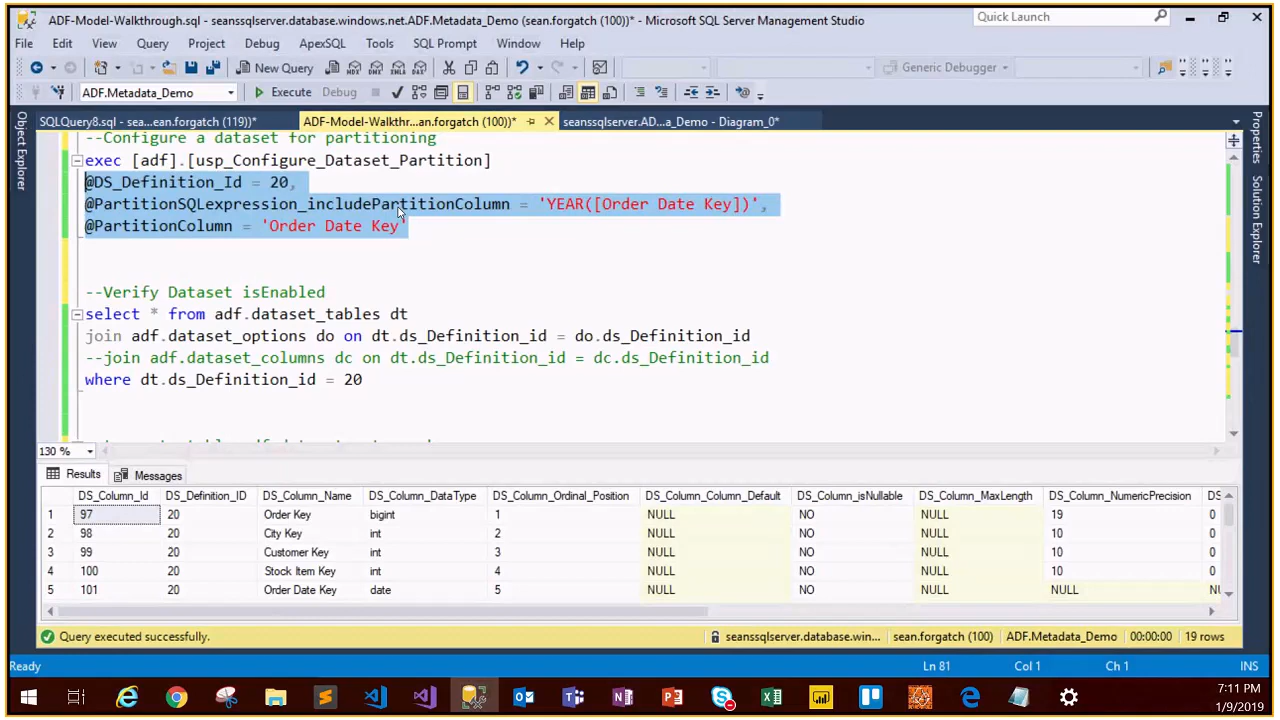 ADF-Model-Walkthrough.sql - seanssqlserver.database.windows.net.ADF.Metadata_Demo (sean.forgatch (100))* - Microsoft SQL Server Management Studio
Quick Launch
File Edit View Query Project Debug ApexSQL Tools SQL Prompt Window Help
New Query Generic Debugger
ADF.Metadata_Demo Execute Debug
SQLQuery8.sql - sea...ean.forgatch (119))* ADF-Model-Walkthr...an.forgatch (100))* seanssqlserver.AD...a_Demo - Diagram_0*
Object Explorer
Properties
Solution Explorer
--Configure a dataset for partitioning
exec [adf].[usp_Configure_Dataset_Partition]
@DS_Definition_Id = 20,
@PartitionSQLexpression_includePartitionColumn = 'YEAR([Order Date Key])',
@PartitionColumn = 'Order Date Key'
--Verify Dataset isEnabled
select * from adf.dataset_tables dt
join adf.dataset_options do on dt.ds_Definition_id = do.ds_Definition_id
--join adf.dataset_columns dc on dt.ds_Definition_id = dc.ds_Definition_id
where dt.ds_Definition_id = 20
130 %
Results Messages
DS_Column_Id DS_Definition_ID DS_Column_Name DS_Column_DataType DS_Column_Ordinal_Position DS_Column_Column_Default DS_Column_isNullable DS_Column_MaxLength DS_Column_NumericPrecision DS
1 97 20 Order Key bigint 1 NULL NO NULL 19 0
2 98 20 City Key int 2 NULL NO NULL 10 0
3 99 20 Customer Key int 3 NULL NO NULL 10 0
4 100 20 Stock Item Key int 4 NULL NO NULL 10 0
5 101 20 Order Date Key date 5 NULL NO NULL NULL
Query executed successfully. seanssqlserver.database.win... sean.forgatch (100) ADF.Metadata_Demo 00:00:00 19 rows
Ready Ln 81 Col 1 Ch 1 INS
7:11 PM
1/9/2019